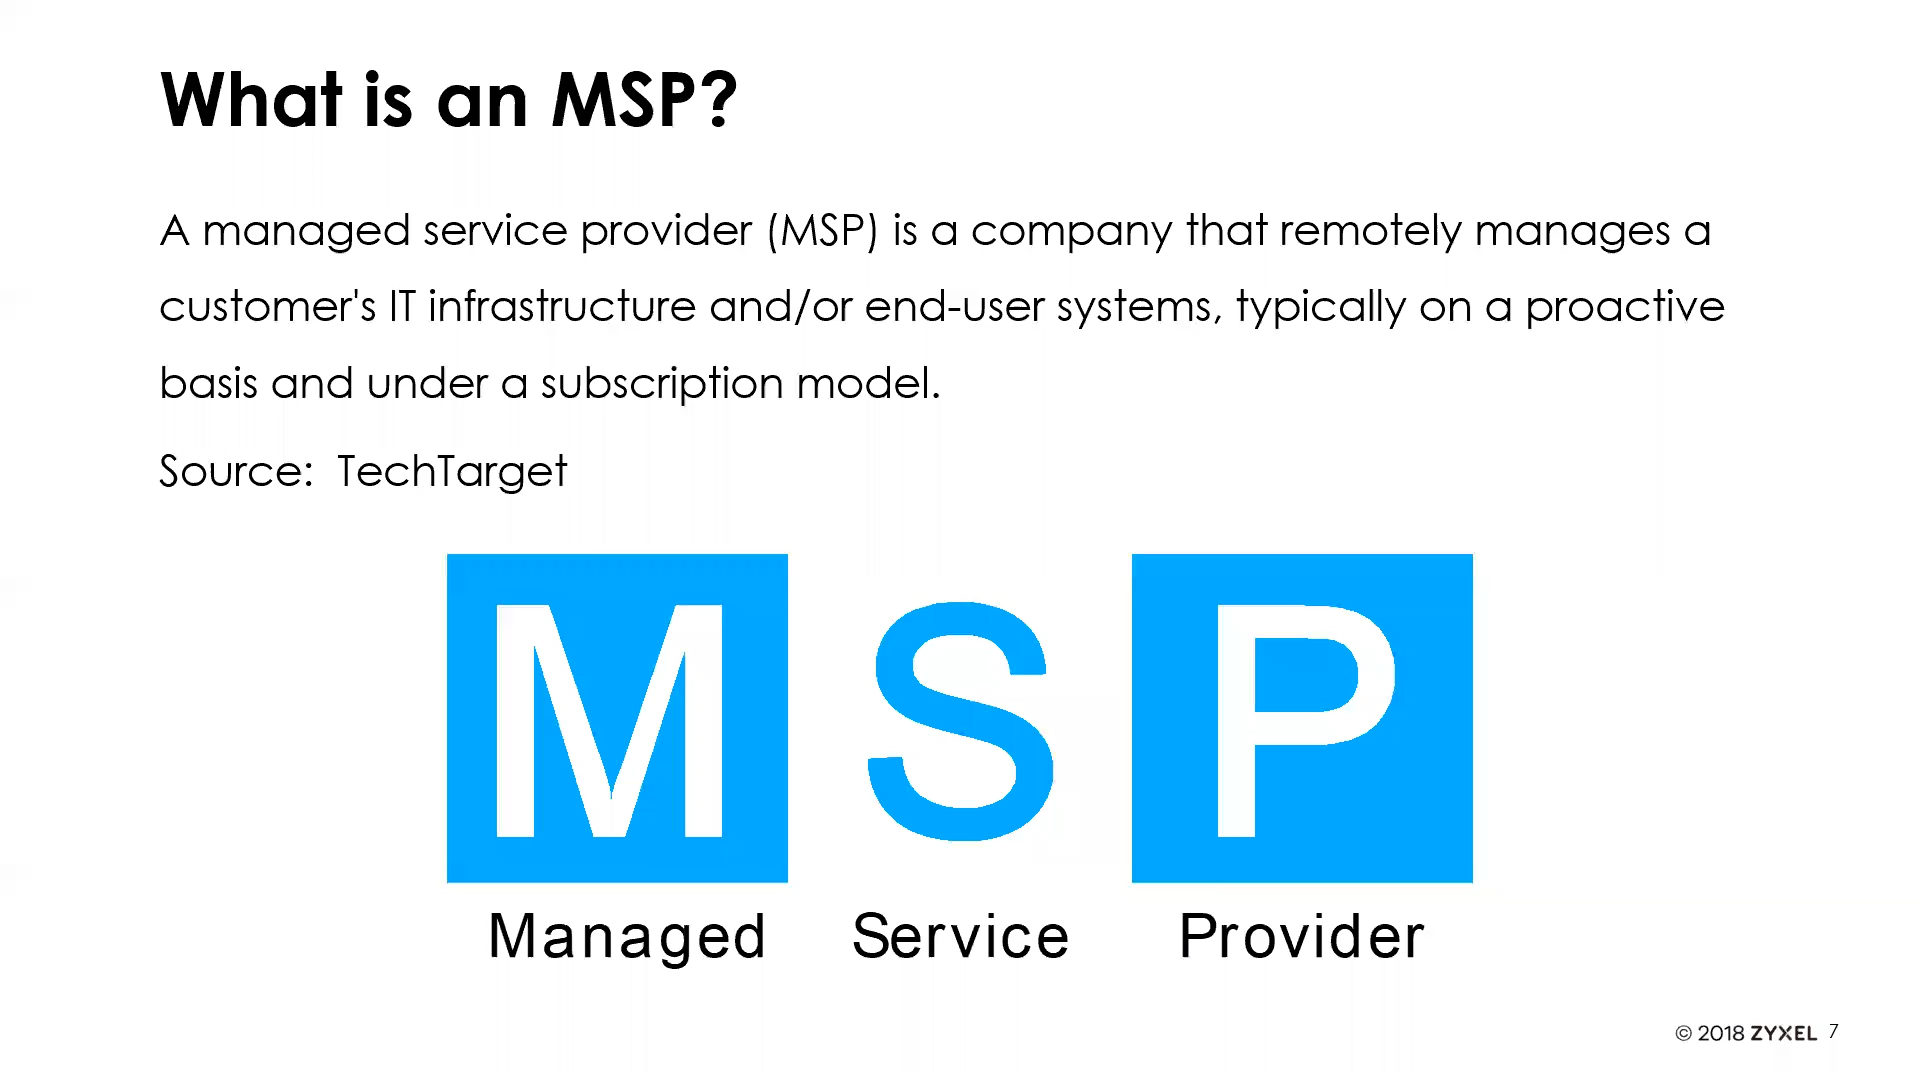 What is an MSP?
A managed service provider (MSP) is a company that remotely manages a
customer's IT infrastructure and/or end-user systems, typically on a proactive
basis and under a subscription model.
Source:  TechTarget
M S P
Managed Service Provider
© 2018 ZYXEL 7